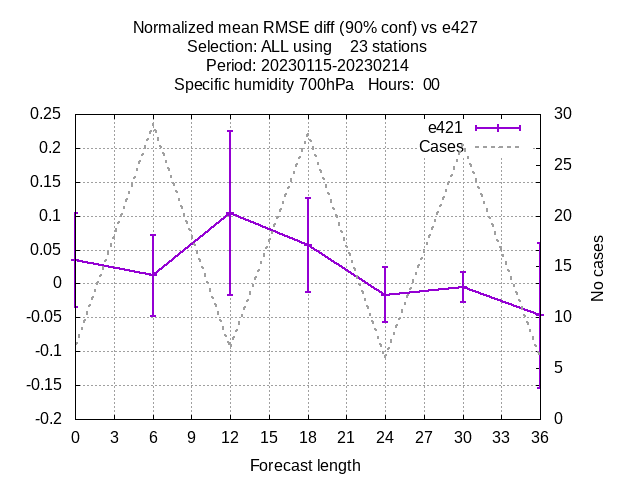 Normalized mean RMSE diff (90% conf) vs e427
Selection: ALL using    23 stations
Period: 20230115-20230214
Specific humidity 700hPa   Hours:  00
e421
Cases
0.25
0.2
0.15
0.1
0.05
0
-0.05
-0.1
-0.15
-0.2
30
25
20
15
10
5
0
No cases
0 3 6 9 12 15 18 21 24 27 30 33 36
Forecast length